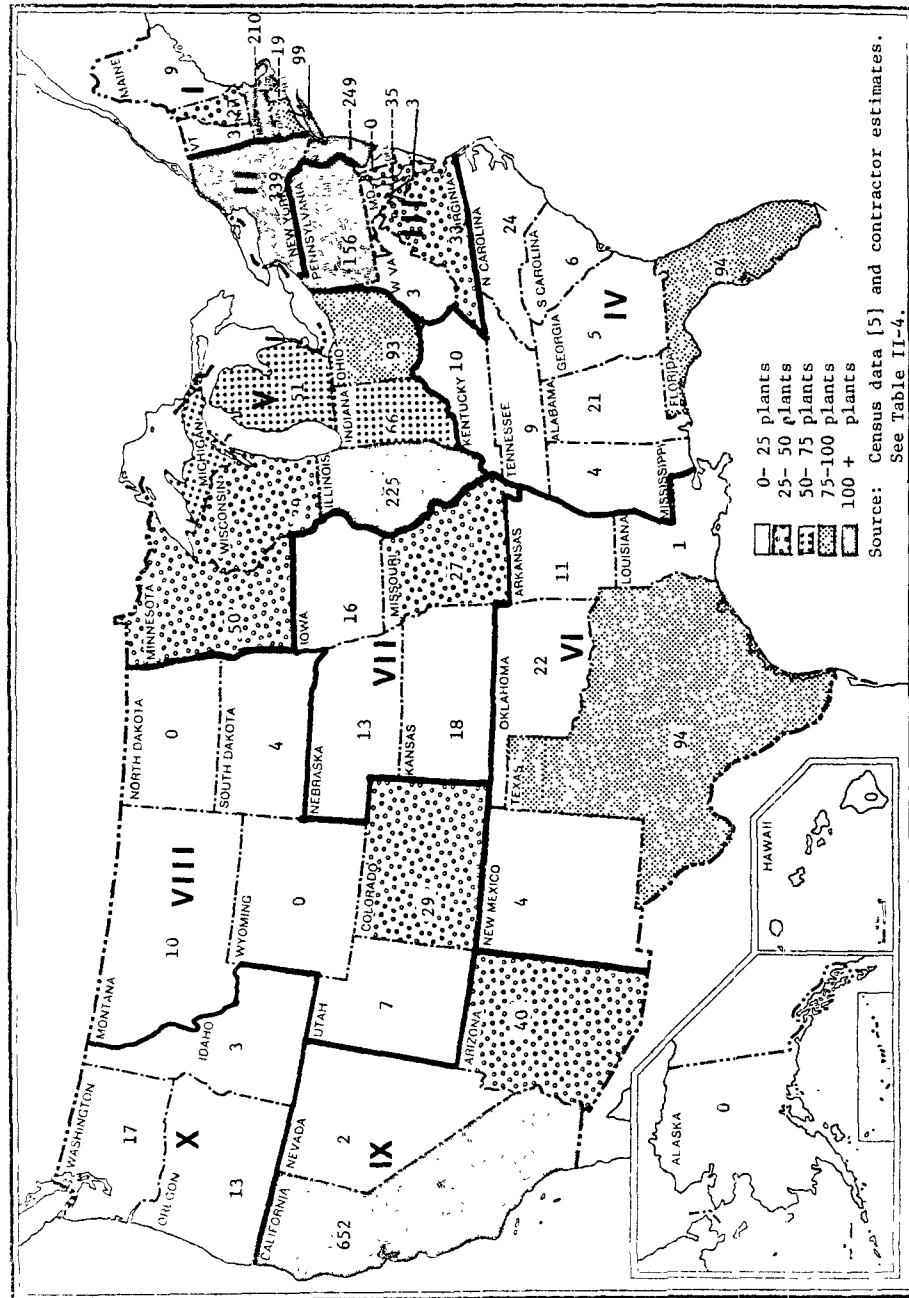 WASHINGTON
17
X
OREGON
13
MONTANA
10
VIII
IDAHO
3
WYOMING
0
NORTH DAKOTA
0
SOUTH DAKOTA
4
MINNESOTA
50
WISCONSIN
MICHIGAN
V
51
CALIFORNIA
652
NEVADA
2
IX
UTAH
7
COLORADO
29
ARIZONA
40
NEW MEXICO
4
NEBRASKA
13
VII
KANSAS
18
IOWA
16
MISSOURI
27
ILLINOIS
225
INDIANA
66
OHIO
93
KENTUCKY 10
TENNESSEE
9
OKLAHOMA
22
VI
TEXAS
94
ARKANSAS
11
LOUISIANA
1
MISSISSIPPI
4
ALABAMA
21
GEORGIA
5
IV
FLORIDA
94
S CAROLINA
6
N CAROLINA
24
VIRGINIA
33
III
W VA
3
MD
PENNSYLVANIA
156
NEW YORK
339
II
VT
3
MAINE
9
I
210
19
99
249
0
35
3
ALASKA
0
HAWAII
0
0- 25 plants
25- 50 plants
50- 75 plants
75-100 plants
100 + plants
Source: Census data [5] and contractor estimates.
See Table II-4.